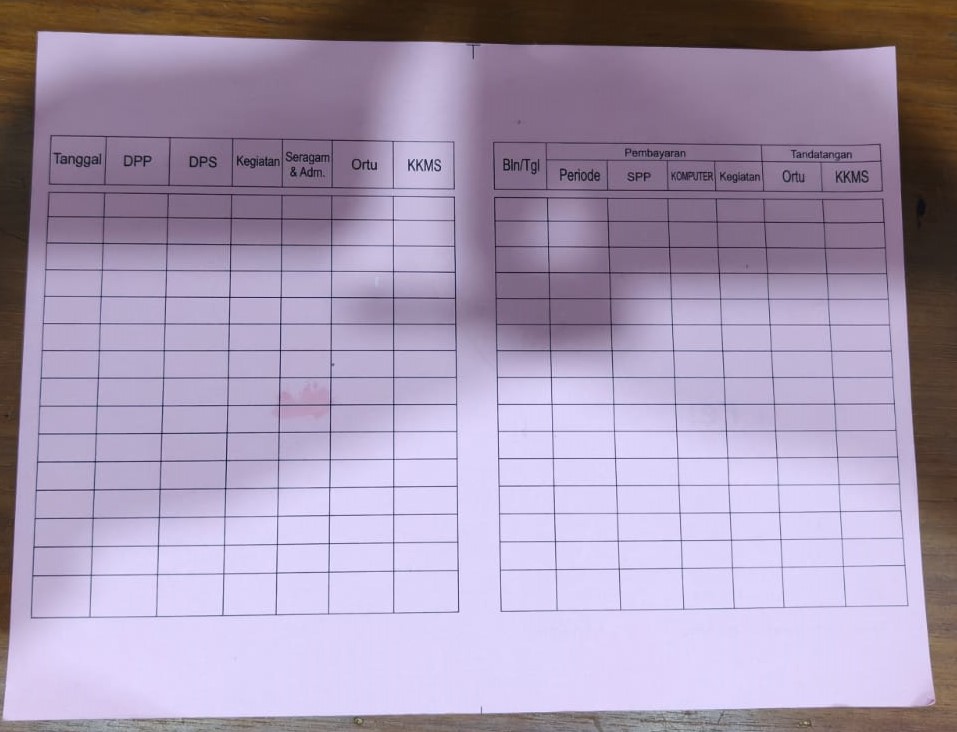 Tanggal DPP DPS Kegiatan Seragam & Adm. Ortu KKMS
Bln/Tgl Pembayaran Tandatangan
Periode SPP KOMPUTER Kegiatan Ortu KKMS